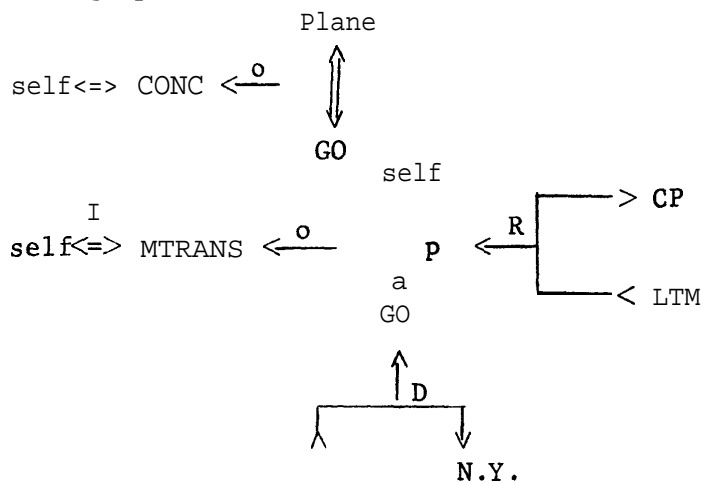 Plane
self<=> CONC < o
GO
self
> CP
I
R
self<=> MTRANS < o
p
a
< LTM
GO
D
N.Y.